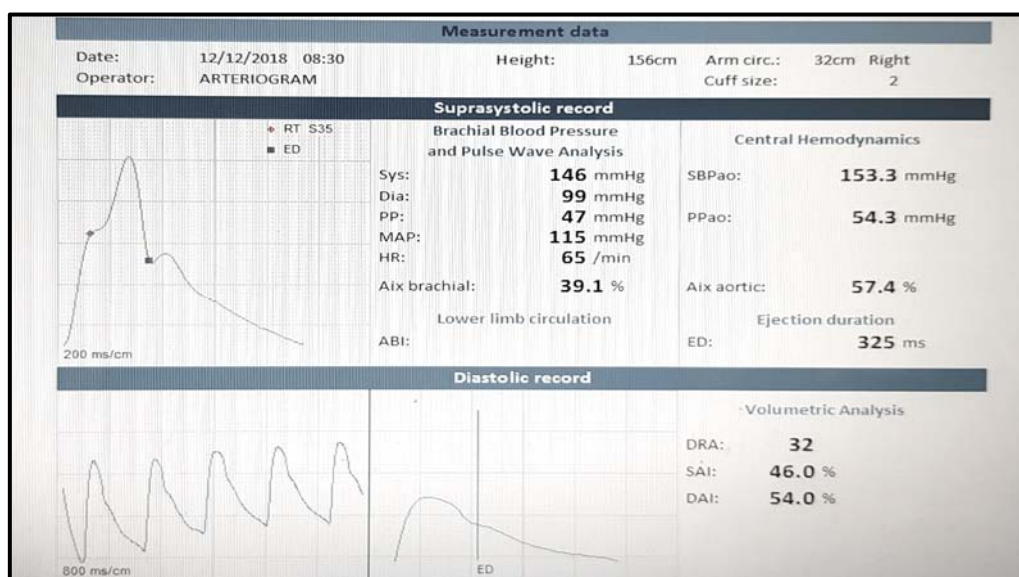 Measurement data
Date: 12/12/2018 08:30 Height: 156cm Arm circ.: 32cm Right
Operator: ARTERIOGRAM Cuff size: 2
Suprasystolic record
RT S35
ED
200 ms/cm
Brachial Blood Pressure
and Pulse Wave Analysis
Sys: 146 mmHg
Dia: 99 mmHg
PP: 47 mmHg
MAP: 115 mmHg
HR: 65 /min
Aix brachial: 39.1 %
Lower limb circulation
ABI:
Central Hemodynamics
SBPao: 153.3 mmHg
PPao: 54.3 mmHg
Aix aortic: 57.4 %
Ejection duration
ED: 325 ms
Diastolic record
800 ms/cm
ED
Volumetric Analysis
DRA: 32
SAI: 46.0 %
DAI: 54.0 %